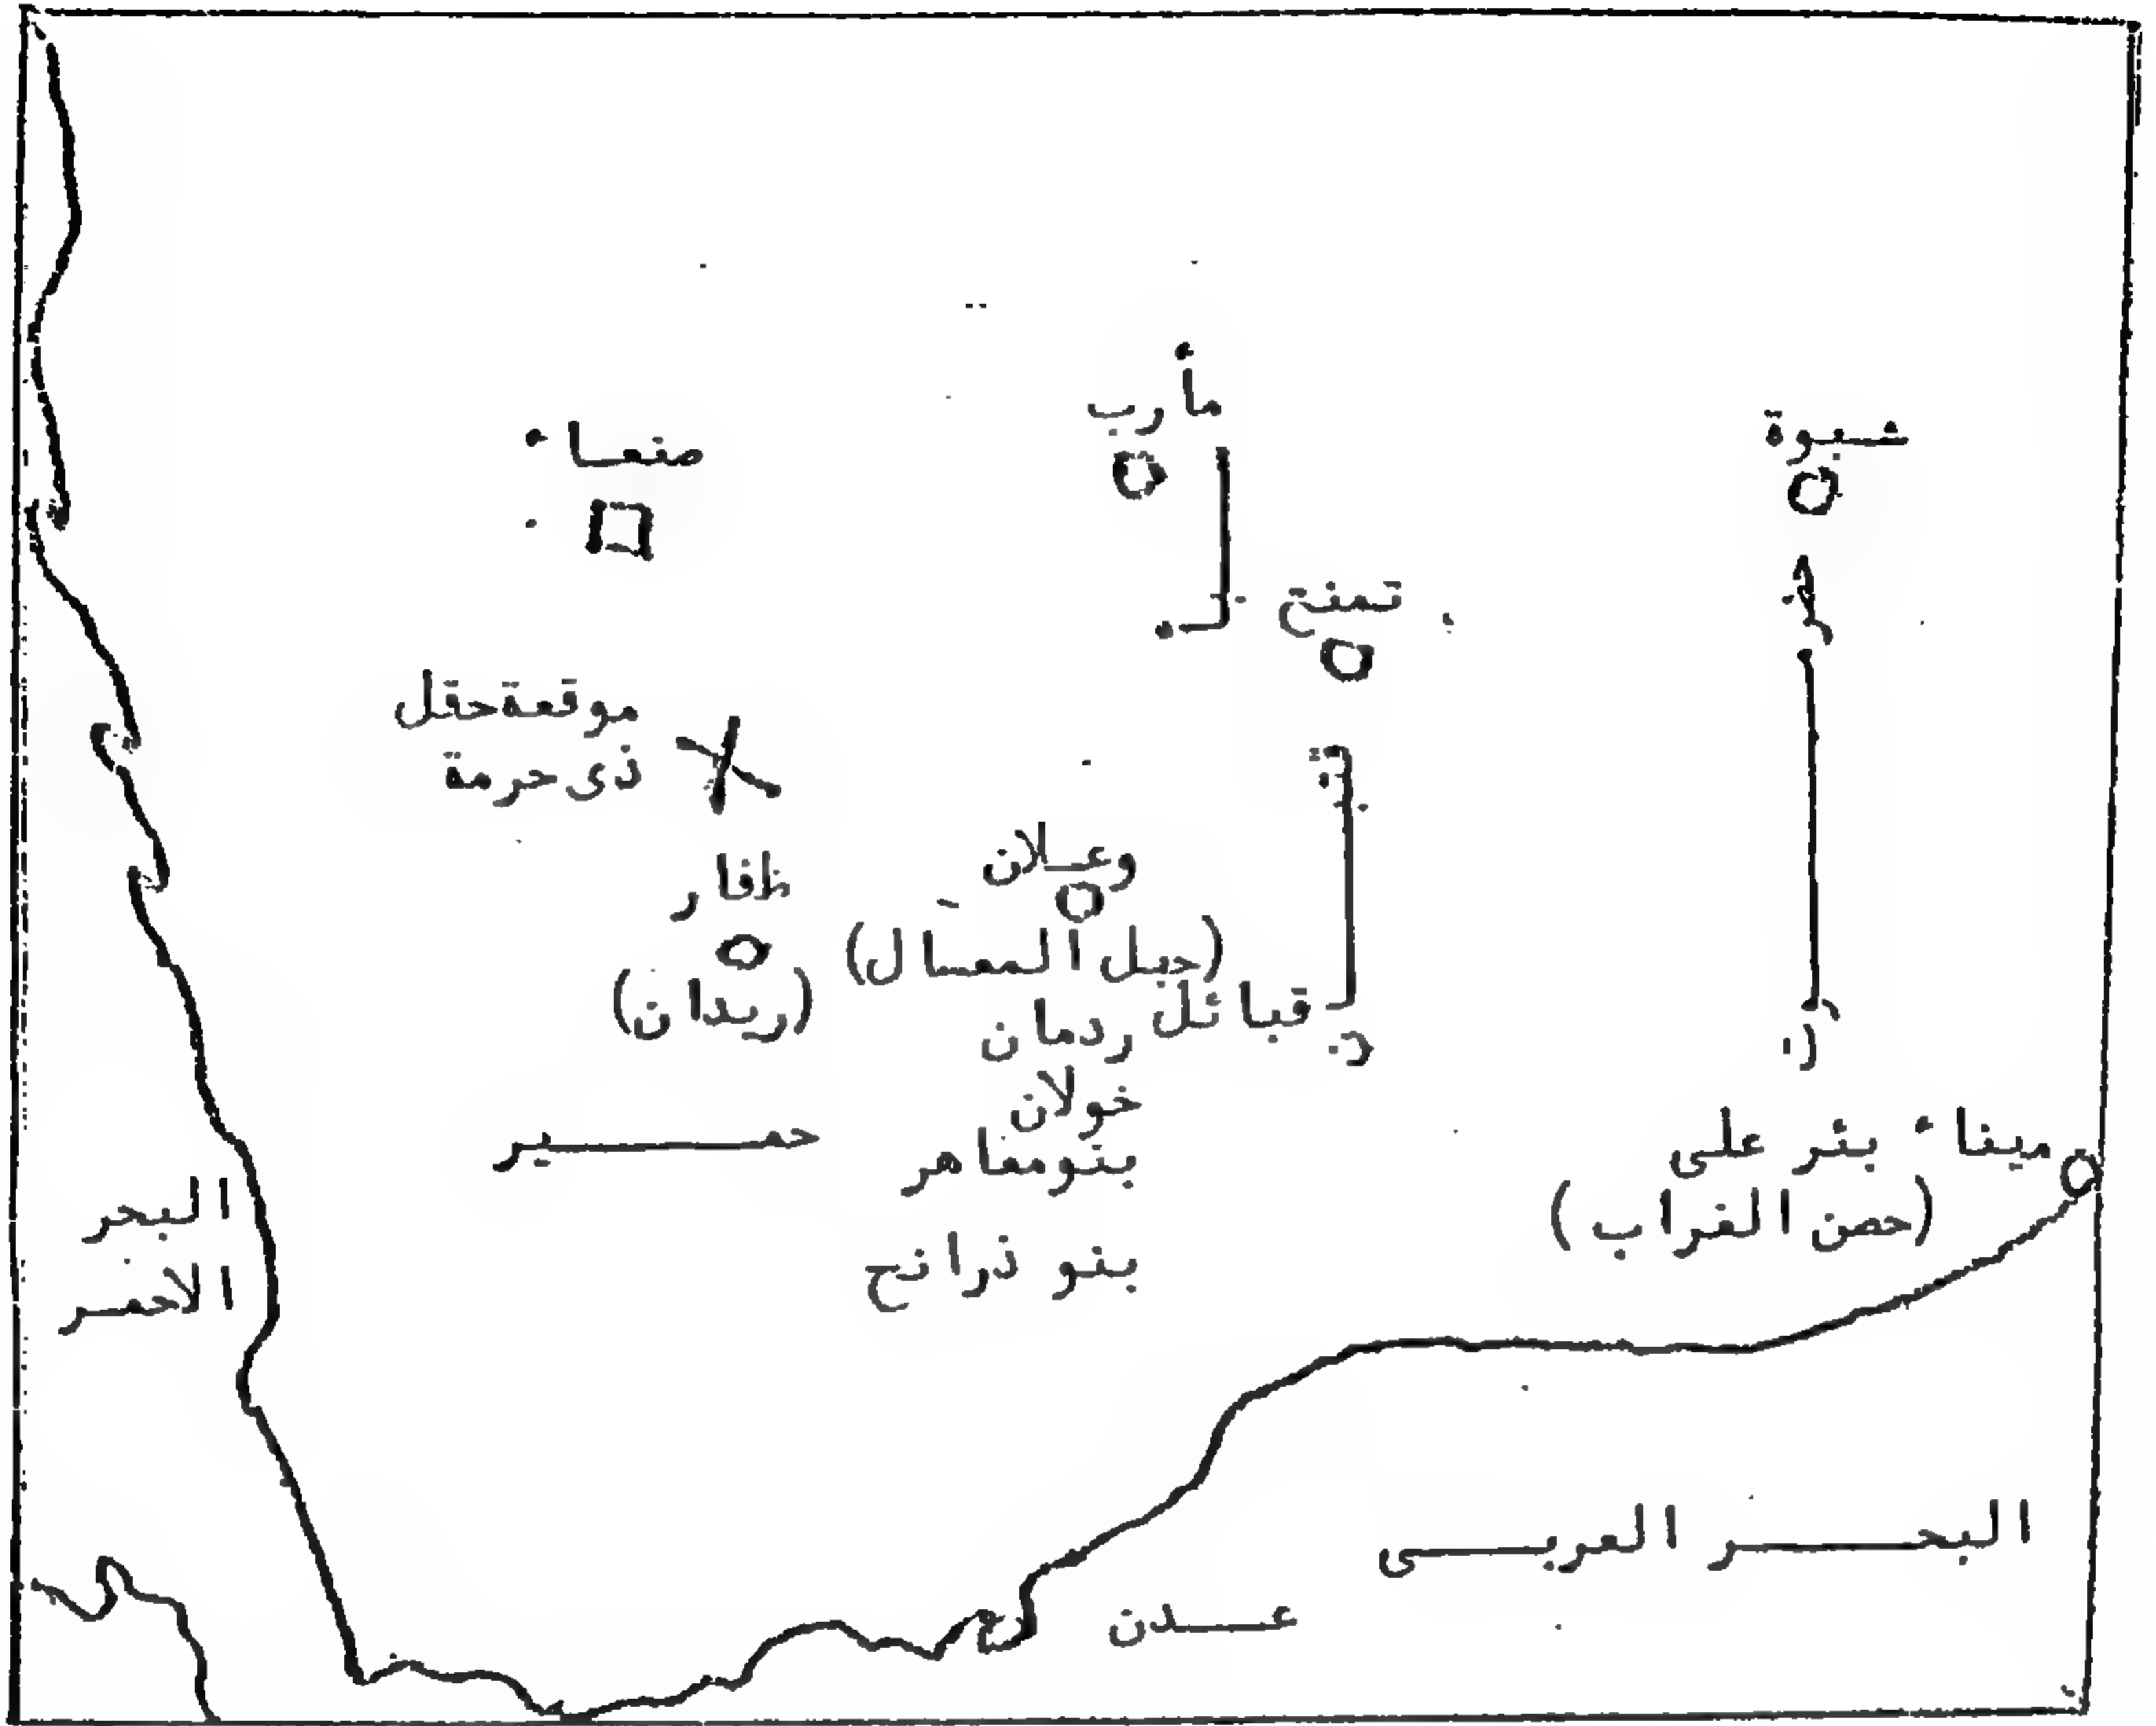 مأرب
شبوة
صنعاء
تمنع
موقعة حقل
ذى حرمة
وعلان
ظفار
(جبل المعسال)
(ريدان)
قبائل ردمان
خولان
حمير
بنو معاهر
ميناء بئر على
(حصن الغراب)
البحر
الاحمر
بنو ذرانح
البحر العربى
عدن